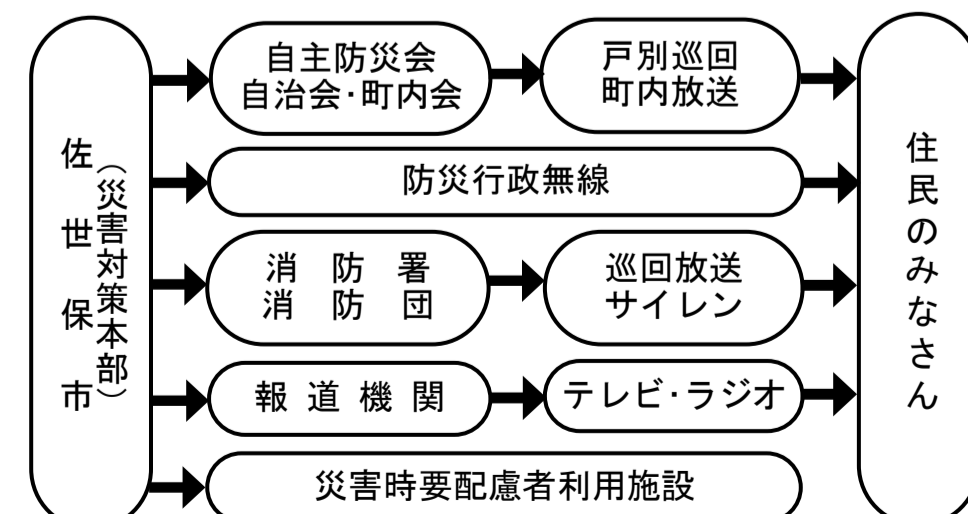 佐世保市
（災害対策本部）
自主防災会
自治会･町内会
戸別巡回
町内放送
防災行政無線
消防署
消防団
巡回放送
サイレン
報道機関
テレビ･ラジオ
災害時要配慮者利用施設
住民のみなさん